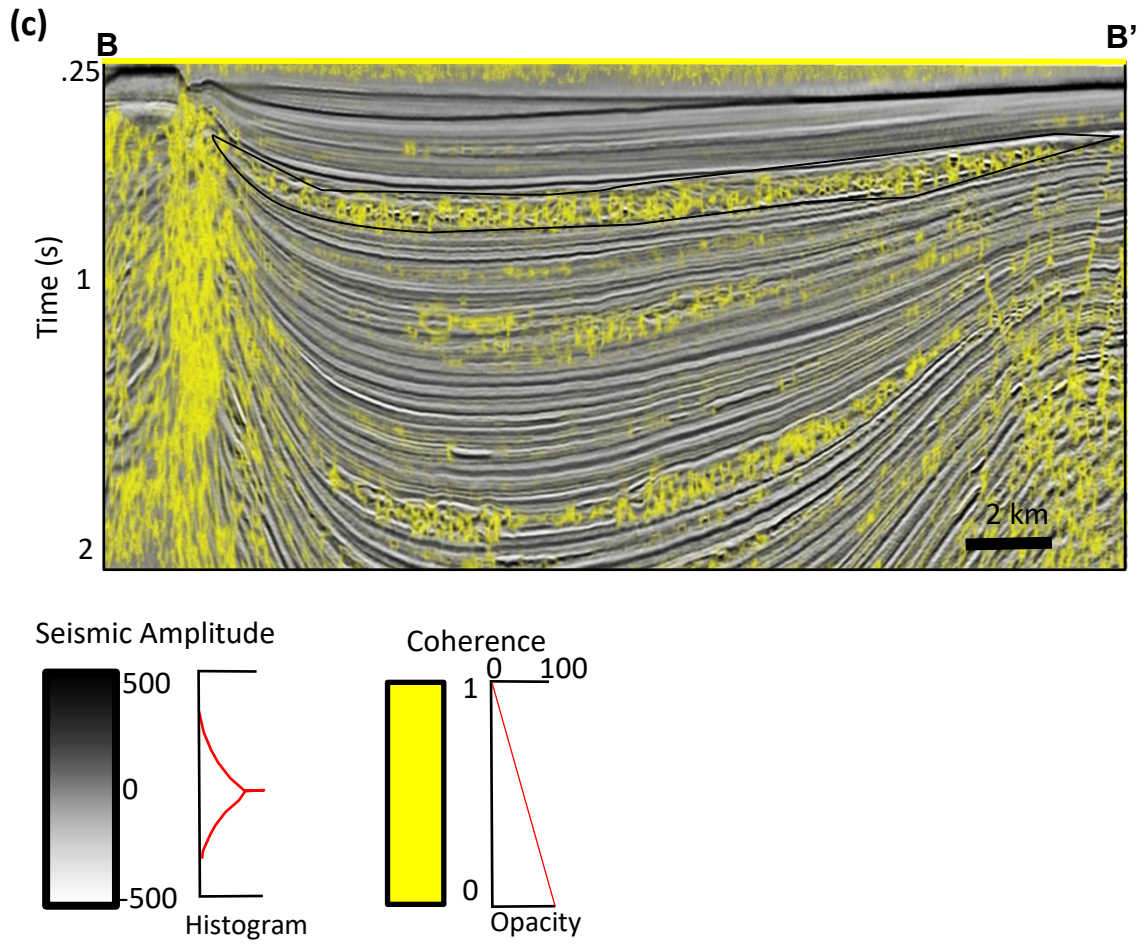 (c)
B B’
.25
1
2
Time (s)
2 km
Seismic Amplitude
500
0
-500
Histogram
Coherence
0 100
1
0
Opacity